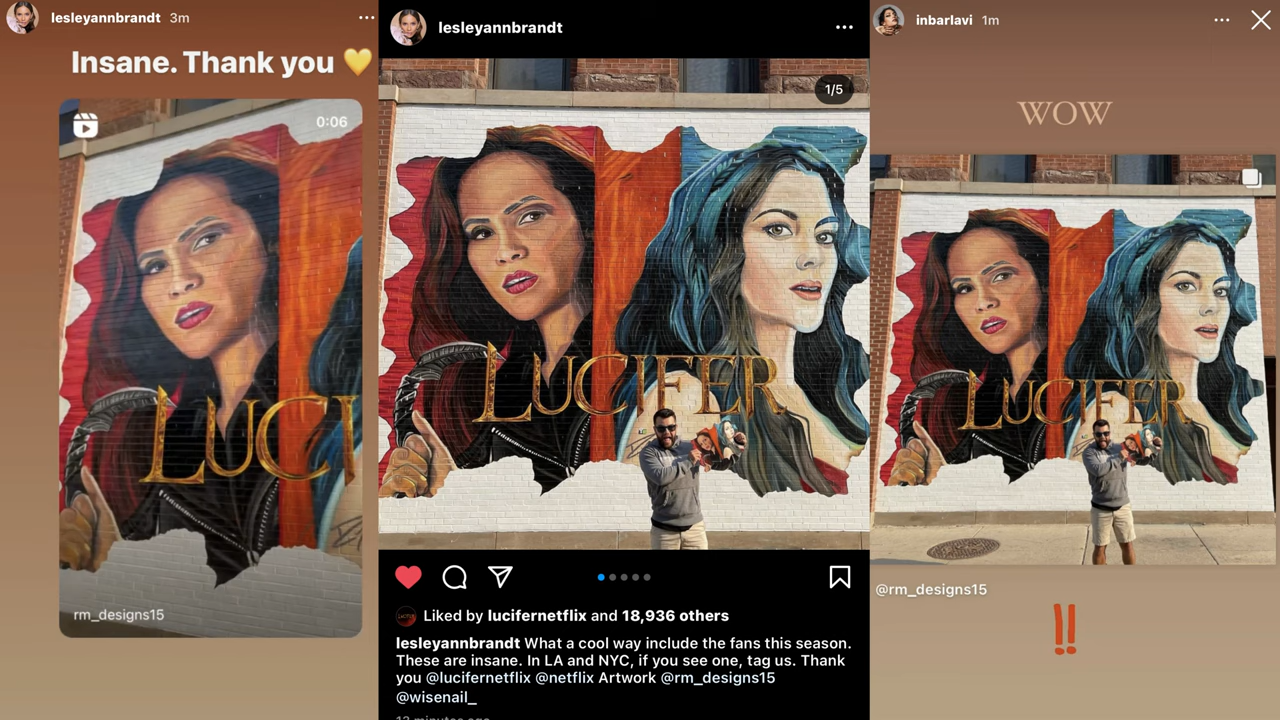 lesleyannbrandt 3m
Insane. Thank you 💛
0:06
LUCI
rm_designs15
lesleyannbrandt
1/5
LUCIFER
Liked by lucifernetflix and 18,936 others
lesleyannbrandt What a cool way include the fans this season.
These are insane. In LA and NYC, if you see one, tag us. Thank
you @lucifernetflix @netflix Artwork @rm_designs15
@wisenail_
inbarlavi 1m
WOW
LUCIFER
@rm_designs15
!!